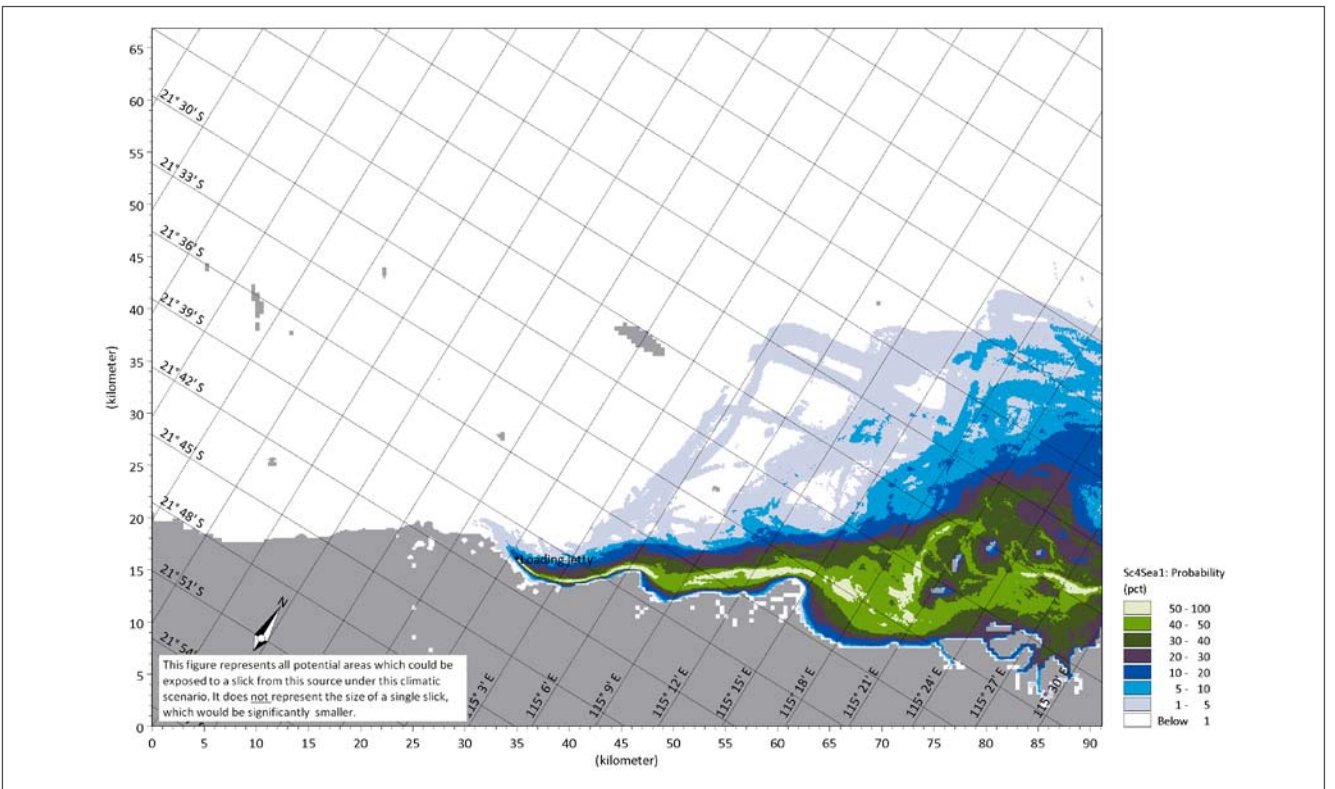 65
60
55
50
45
40
35
30
25
20
15
10
5
0
(kilometer)
21° 30' S
21° 33' S
21° 36' S
21° 39' S
21° 42' S
21° 45' S
21° 48' S
21° 51' S
21° 54'
Loading Jetty
N
This figure represents all potential areas which could be
exposed to a slick from this source under this climatic
scenario. It does not represent the size of a single slick,
which would be significantly smaller.
115° 3' E
115° 6' E
115° 9' E
115° 12' E
115° 15' E
115° 18' E
115° 21' E
115° 24' E
115° 27' E
115° 30' E
0 5 10 15 20 25 30 35 40 45 50 55 60 65 70 75 80 85 90
(kilometer)
Sc4Sea1: Probability
(pct)
50 - 100
40 - 50
30 - 40
20 - 30
10 - 20
5 - 10
1 - 5
Below 1